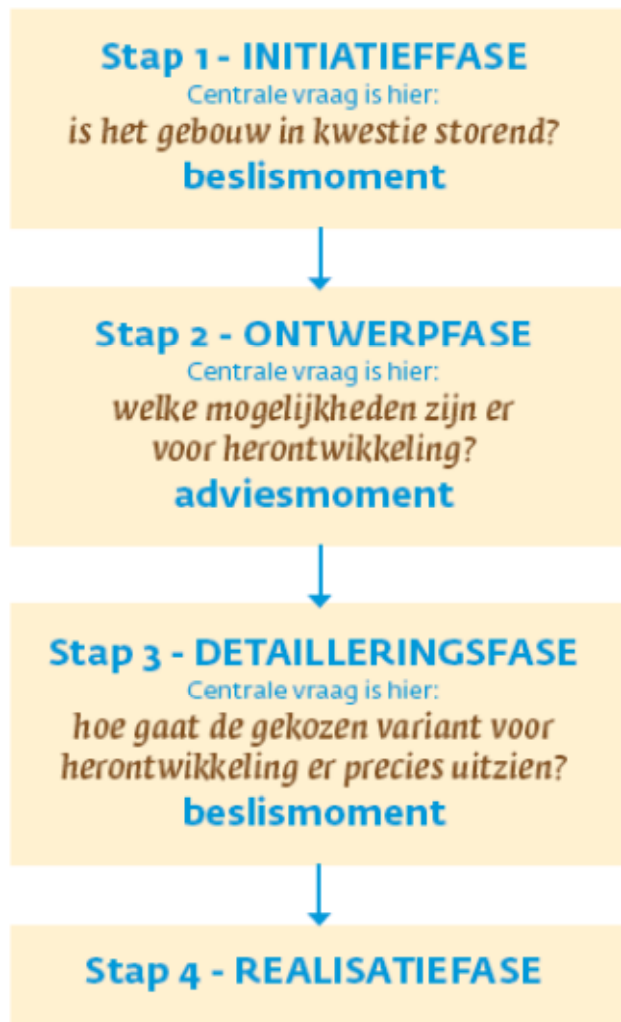 Stap 1 - INITIATIEFFASE
Centrale vraag is hier:
is het gebouw in kwestie storend?
beslismoment
Stap 2 - ONTWERPFASE
Centrale vraag is hier:
welke mogelijkheden zijn er
voor herontwikkeling?
adviesmoment
Stap 3 - DETAILLERINGSFASE
Centrale vraag is hier:
hoe gaat de gekozen variant voor
herontwikkeling er precies uitzien?
beslismoment
Stap 4 - REALISATIEFASE